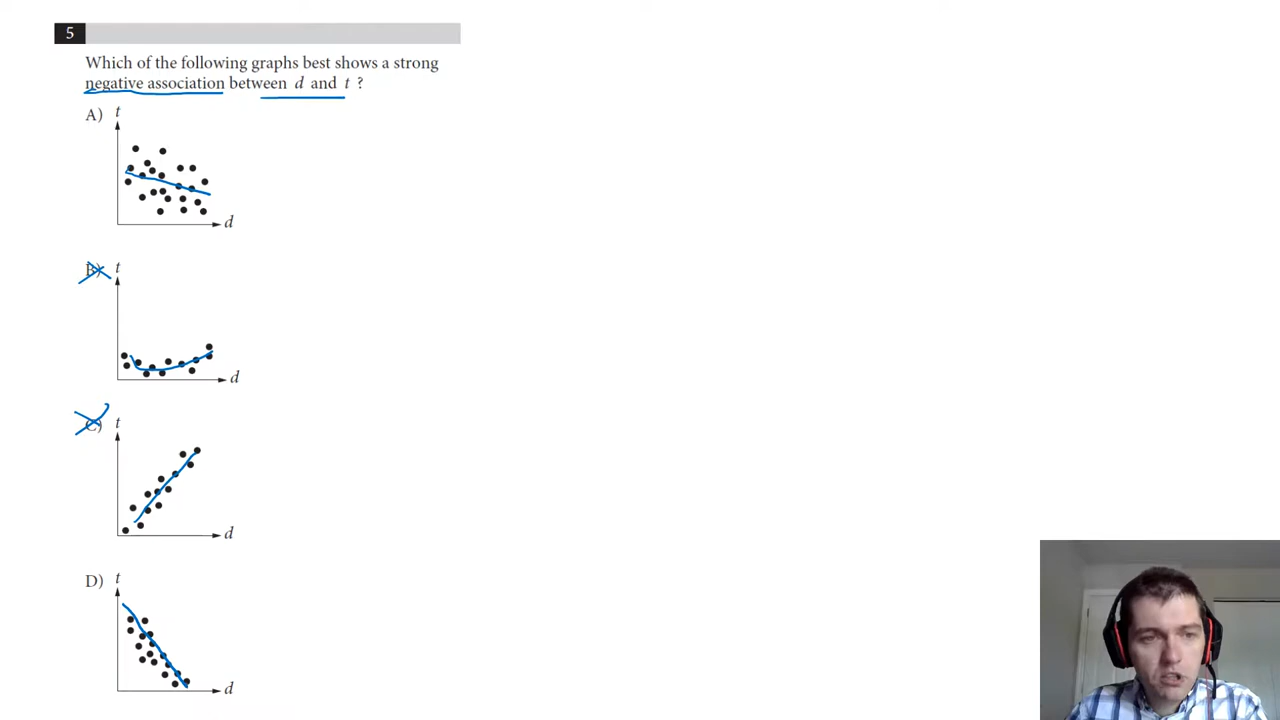 5
Which of the following graphs best shows a strong
negative association between d and t ?
A) t
d
B) t
d
C) t
d
D) t
d